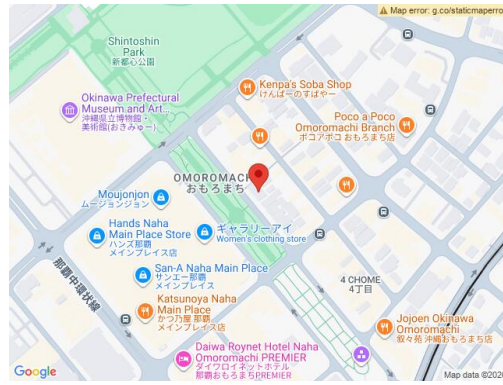 Map error: g.co/staticmaperro
Shintoshin
Park
新都心公園
Kenpa's Soba Shop
けんぱーのすばやー
Okinawa Prefectural
Museum and Art...
沖縄県立博物館・
美術館(おきみゅー)
Poco a Poco
Omoromachi Branch
ポコアポコ おもろまち店
OMOROMACHI
おもろまち
Moujonjon
ムージョンジョン
Hands Naha
Main Place Store
ハンズ那覇
メインプレイス店
ギャラリーアイ
Women's clothing store
San-A Naha Main Place
サンエー那覇
メインプレイス
那覇中環状線
4 CHOME
4丁目
Katsunoya Naha
Main Place
かつ乃屋 那覇
メインプレイス店
Jojoen Okinawa
Omoromachi
叙々苑 沖縄おもろまち店
Daiwa Roynet Hotel Naha
Omoromachi PREMIER
ダイワロイネットホテル
那覇おもろまちPREMIER
Google
Map data ©202